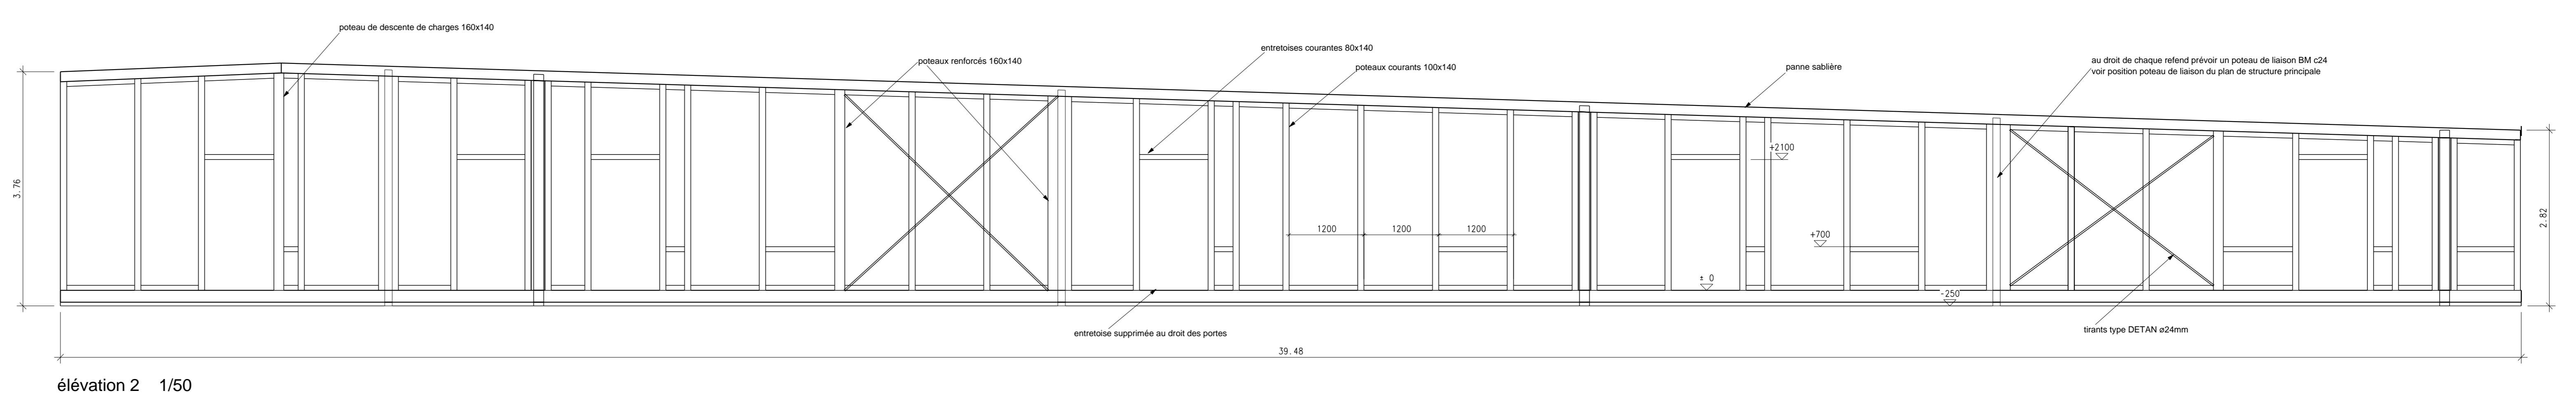 poteau de descente de charges 160x140
poteaux renforcés 160x140
entretoises courantes 80x140
poteaux courants 100x140
panne sablière
au droit de chaque refend prévoir un poteau de liaison BM c24
voir position poteau de liaison du plan de structure principale
+2100
3.76
2.82
1200
1200
1200
+700
± 0
-250
entretoise supprimée au droit des portes
tirants type DETAN ø24mm
39.48
élévation 2 1/50